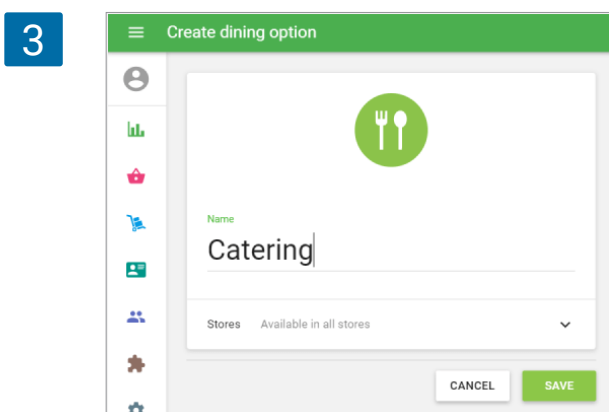 3
Create dining option
Name
Catering
Stores Available in all stores
CANCEL SAVE